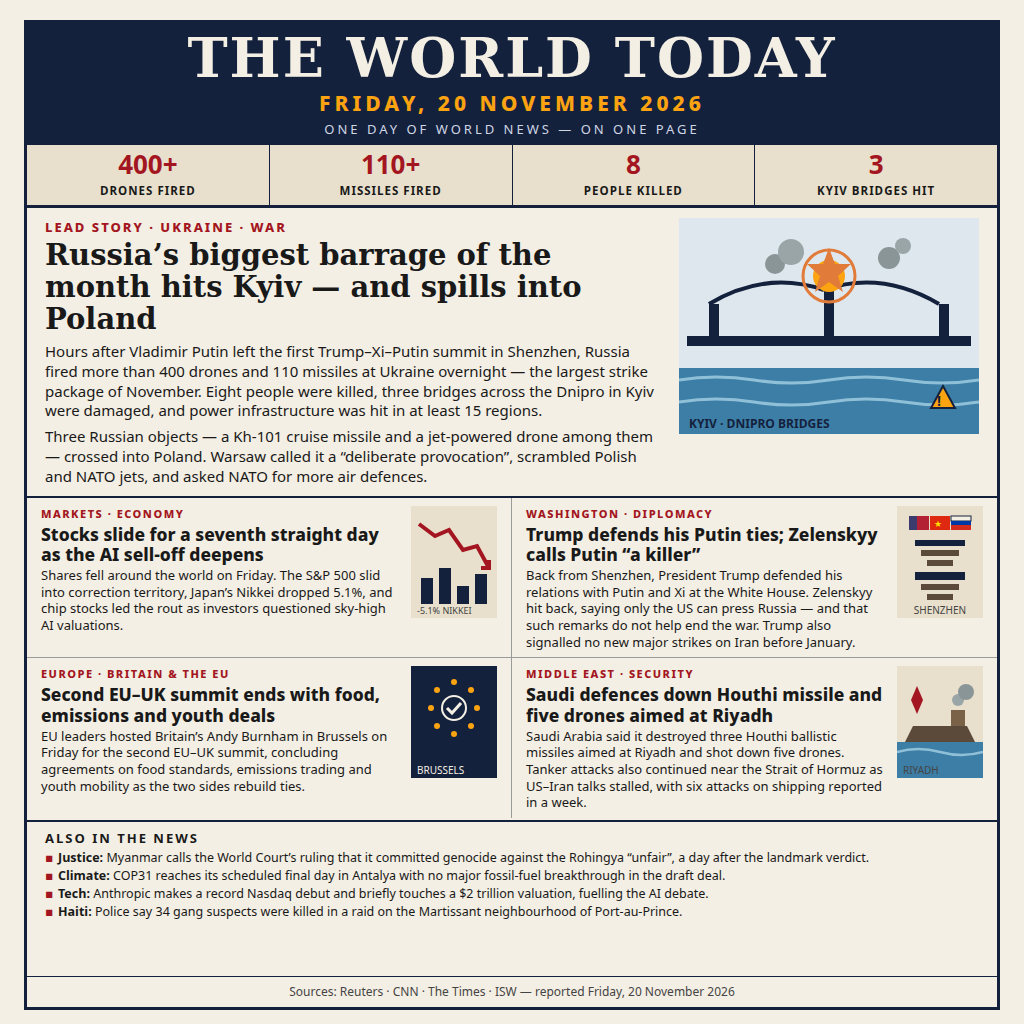 THE WORLD TODAY
FRIDAY, 20 NOVEMBER 2026
ONE DAY OF WORLD NEWS — ON ONE PAGE
400+
DRONES FIRED
110+
MISSILES FIRED
8
PEOPLE KILLED
3
KYIV BRIDGES HIT
LEAD STORY · UKRAINE · WAR
Russia’s biggest barrage of the
month hits Kyiv — and spills into
Poland
Hours after Vladimir Putin left the first Trump–Xi–Putin summit in Shenzhen, Russia
fired more than 400 drones and 110 missiles at Ukraine overnight — the largest strike
package of November. Eight people were killed, three bridges across the Dnipro in Kyiv
were damaged, and power infrastructure was hit in at least 15 regions.
Three Russian objects — a Kh-101 cruise missile and a jet-powered drone among them
— crossed into Poland. Warsaw called it a “deliberate provocation”, scrambled Polish
and NATO jets, and asked NATO for more air defences.
!
KYIV · DNIPRO BRIDGES
MARKETS · ECONOMY
Stocks slide for a seventh straight day
as the AI sell-off deepens
Shares fell around the world on Friday. The S&P 500 slid
into correction territory, Japan’s Nikkei dropped 5.1%, and
chip stocks led the rout as investors questioned sky-high
AI valuations.
-5.1% NIKKEI
WASHINGTON · DIPLOMACY
Trump defends his Putin ties; Zelenskyy
calls Putin “a killer”
Back from Shenzhen, President Trump defended his
relations with Putin and Xi at the White House. Zelenskyy
hit back, saying only the US can press Russia — and that
such remarks do not help end the war. Trump also
signalled no new major strikes on Iran before January.
SHENZHEN
EUROPE · BRITAIN & THE EU
Second EU–UK summit ends with food,
emissions and youth deals
EU leaders hosted Britain’s Andy Burnham in Brussels on
Friday for the second EU–UK summit, concluding
agreements on food standards, emissions trading and
youth mobility as the two sides rebuild ties.
BRUSSELS
MIDDLE EAST · SECURITY
Saudi defences down Houthi missile and
five drones aimed at Riyadh
Saudi Arabia said it destroyed three Houthi ballistic
missiles aimed at Riyadh and shot down five drones.
Tanker attacks also continued near the Strait of Hormuz as
US–Iran talks stalled, with six attacks on shipping reported
in a week.
RIYADH
ALSO IN THE NEWS
■ Justice: Myanmar calls the World Court’s ruling that it committed genocide against the Rohingya “unfair”, a day after the landmark verdict.
■ Climate: COP31 reaches its scheduled final day in Antalya with no major fossil-fuel breakthrough in the draft deal.
■ Tech: Anthropic makes a record Nasdaq debut and briefly touches a $2 trillion valuation, fuelling the AI debate.
■ Haiti: Police say 34 gang suspects were killed in a raid on the Martissant neighbourhood of Port-au-Prince.
Sources: Reuters · CNN · The Times · ISW — reported Friday, 20 November 2026